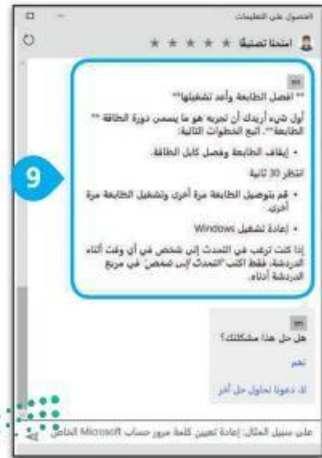 الحصول على التعليمات
امنحنا تصنيفًا
** افصل الطابعة وأعد تشغيلها**
أول شيء أريدك أن تجربه هو ما يسمى دورة الطاقة **
الطابعة**. اتبع الخطوات التالية:
• إيقاف الطابعة وفصل كابل الطاقة.
انتظر 30 ثانية
• قم بتوصيل الطابعة مرة أخرى وتشغيل الطابعة مرة
أخرى.
• إعادة تشغيل Windows
إذا كنت ترغب في التحدث إلى شخص في أي وقت أثناء
الدردشة، فقط اكتب "التحدث إلى شخص" في مربع
الدردشة أدناه.
9
هل حل هذا مشكلتك؟
نعم
لا، دعونا نحاول حل آخر
على سبيل المثال: إعادة تعيين كلمة مرور حساب Microsoft الخاص